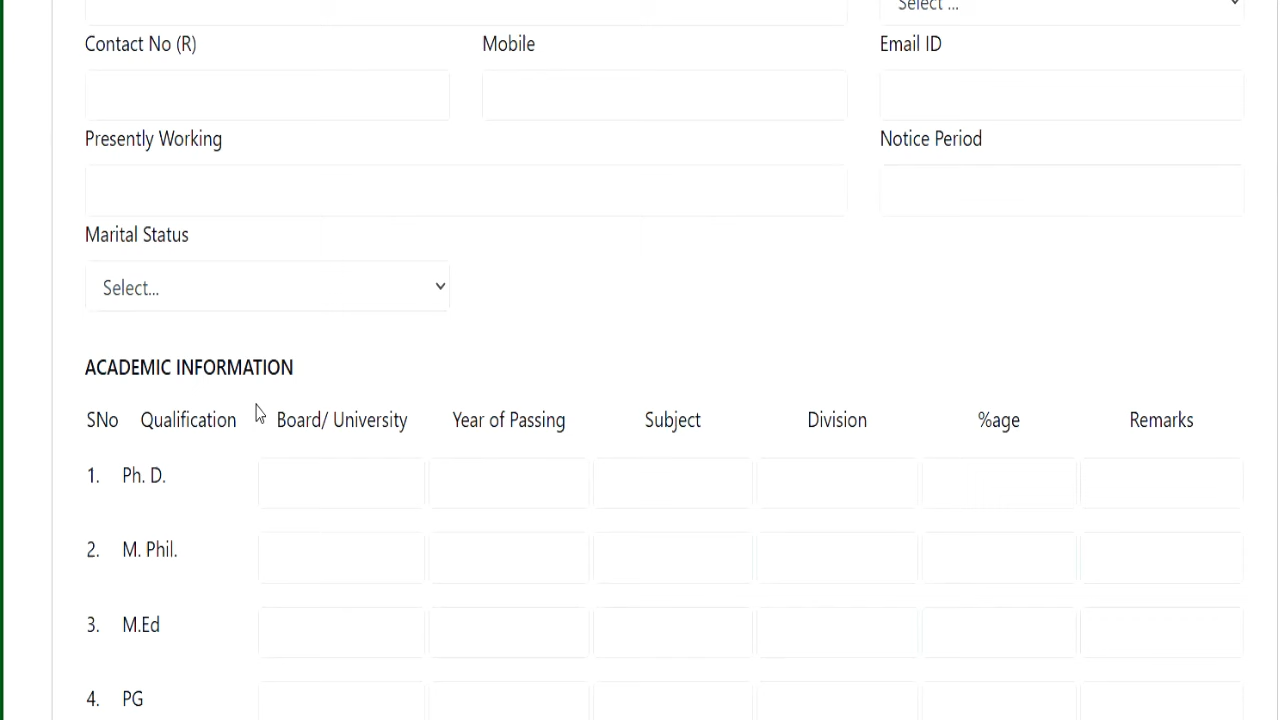 Select ...
Contact No (R) Mobile Email ID
Presently Working Notice Period
Marital Status
Select...
ACADEMIC INFORMATION
SNo Qualification Board/ University Year of Passing Subject Division %age Remarks
1. Ph. D.
2. M. Phil.
3. M.Ed
4. PG